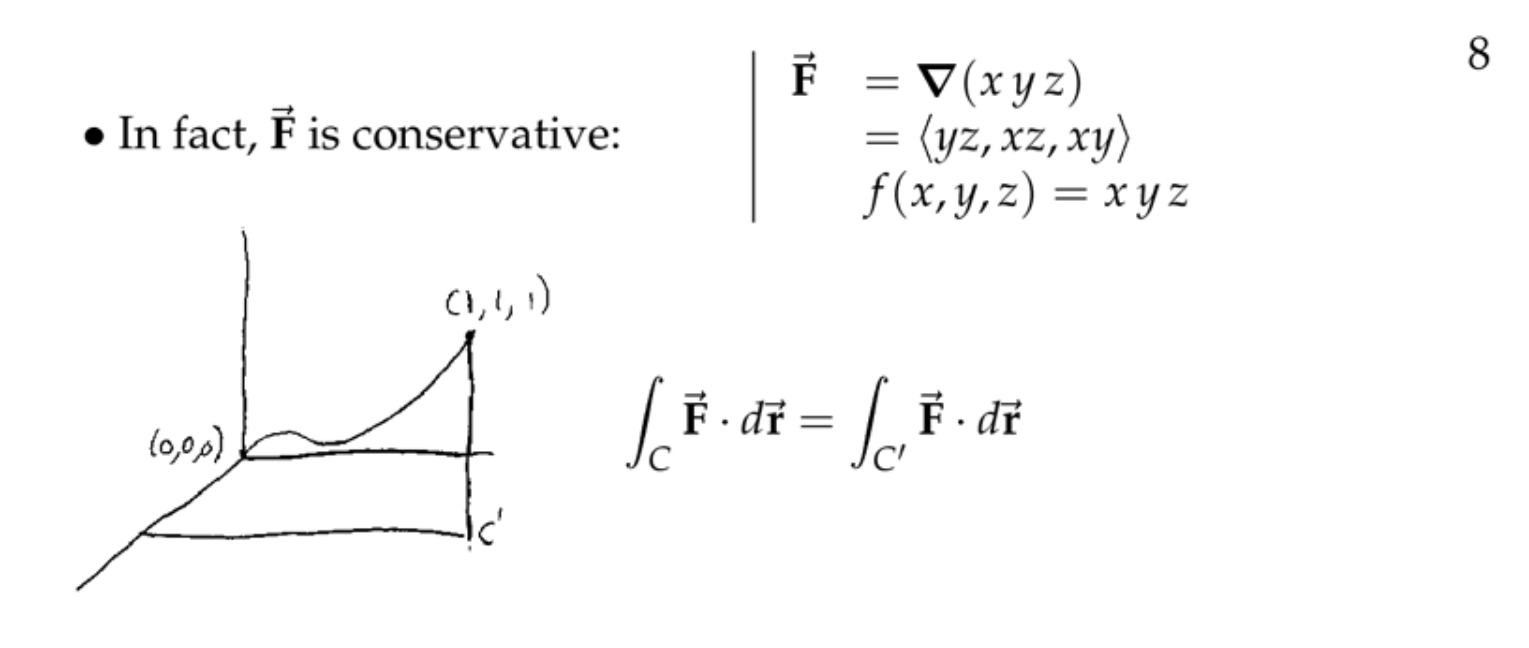 8
• In fact, F⃗ is conservative:
F⃗ = ∇(x y z)
= ⟨yz, xz, xy⟩
f(x, y, z) = x y z
(1, 1, 1)
(0,0,0)
C'
∫_C F⃗ · dr⃗ = ∫_C' F⃗ · dr⃗